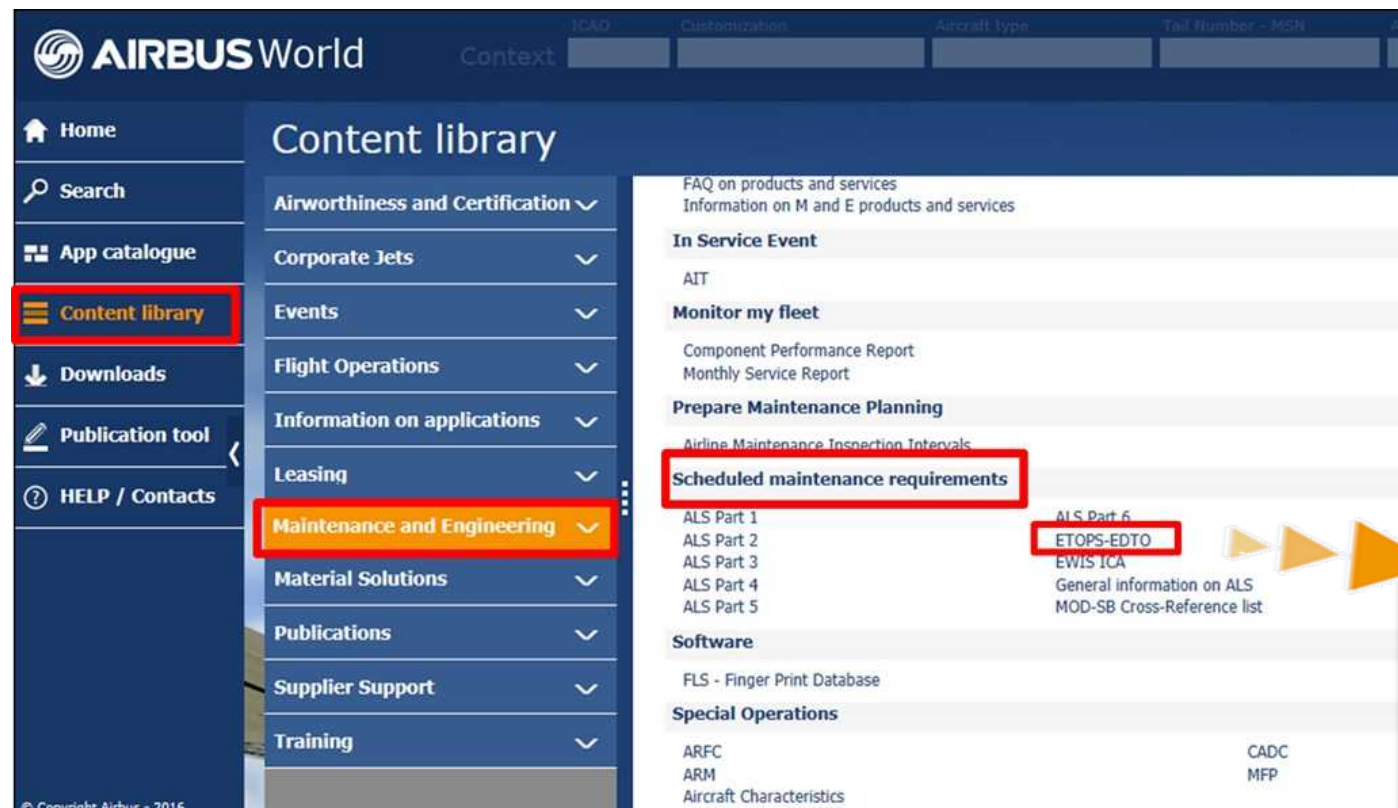 ICAO Customization Aircraft type Tail Number - MSN
AIRBUS World
Context
Home
Search
App catalogue
Content library
Downloads
Publication tool
HELP / Contacts
© Copyright Airbus - 2016
Content library
Airworthiness and Certification
Corporate Jets
Events
Flight Operations
Information on applications
Leasing
Maintenance and Engineering
Material Solutions
Publications
Supplier Support
Training
FAQ on products and services
Information on M and E products and services
In Service Event
AIT
Monitor my fleet
Component Performance Report
Monthly Service Report
Prepare Maintenance Planning
Airline Maintenance Inspection Intervals
Scheduled maintenance requirements
ALS Part 1
ALS Part 2
ALS Part 3
ALS Part 4
ALS Part 5
ALS Part 6
ETOPS-EDTO
EWIS ICA
General information on ALS
MOD-SB Cross-Reference list
Software
FLS - Finger Print Database
Special Operations
ARFC
ARM
Aircraft Characteristics
CADC
MFP